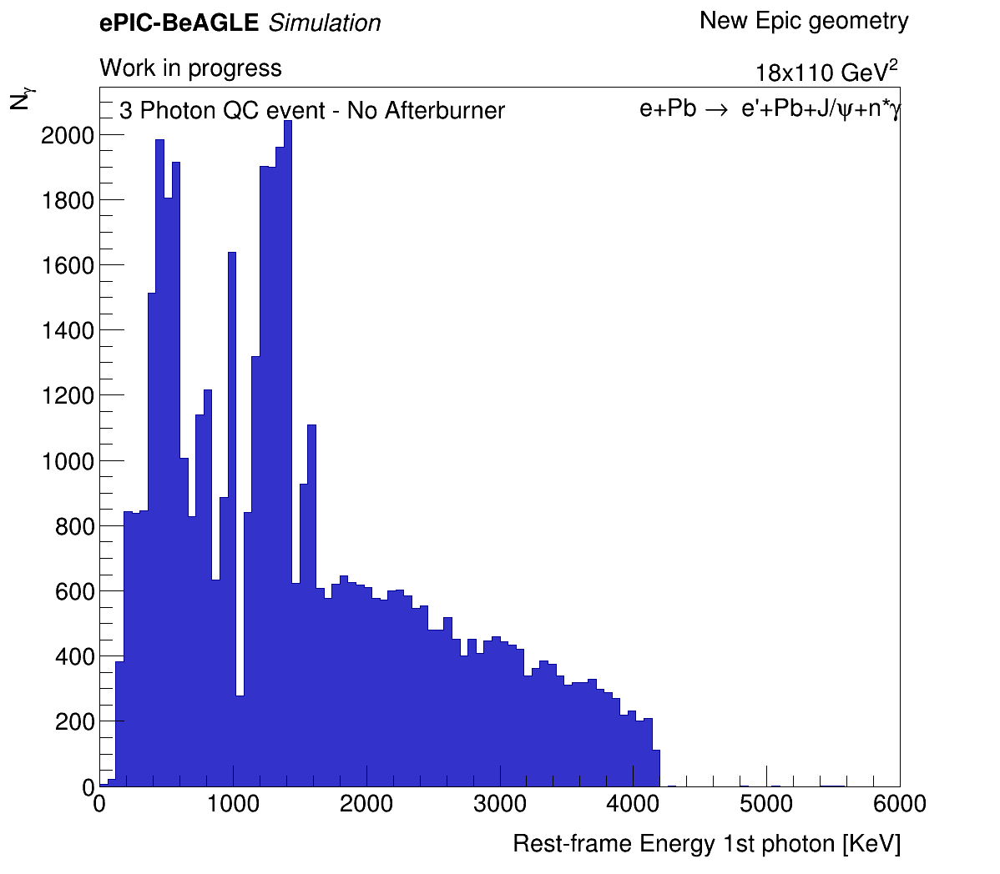 ePIC-BeAGLE Simulation
New Epic geometry
Work in progress
18x110 GeV²
Nγ
3 Photon QC event - No Afterburner
e+Pb → e'+Pb+J/ψ+n*γ
2000
1800
1600
1400
1200
1000
800
600
400
200
0
0 1000 2000 3000 4000 5000 6000
Rest-frame Energy 1st photon [KeV]